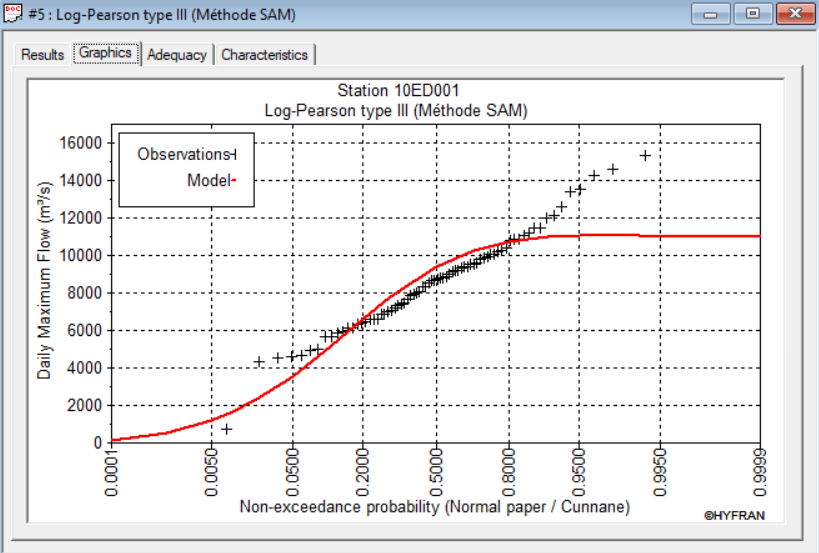 #5 : Log-Pearson type III (Méthode SAM)
Results Graphics Adequacy Characteristics
Station 10ED001
Log-Pearson type III (Méthode SAM)
Observations
Model
Daily Maximum Flow (m³/s)
16000
14000
12000
10000
8000
6000
4000
2000
0
0.0001 0.0050 0.0500 0.2000 0.5000 0.8000 0.9500 0.9950 0.9999
Non-exceedance probability (Normal paper / Cunnane)
©HYFRAN